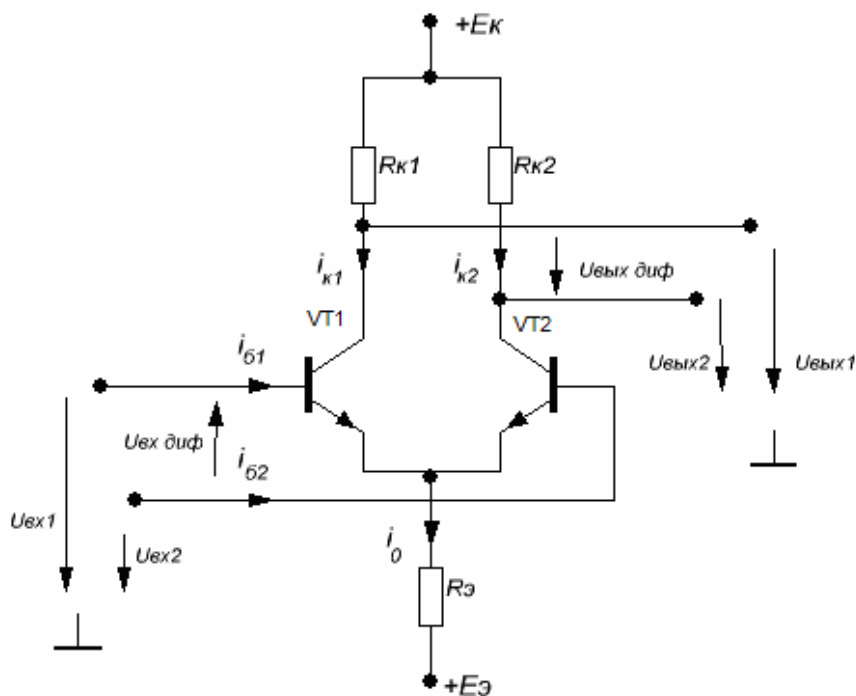 +Eк
Rк1
Rк2
iк1
iк2
Uвых диф
VT1
VT2
iб1
Uвых2
Uвых1
Uвх диф
iб2
Uвх1
Uвх2
i0
Rэ
+Eэ